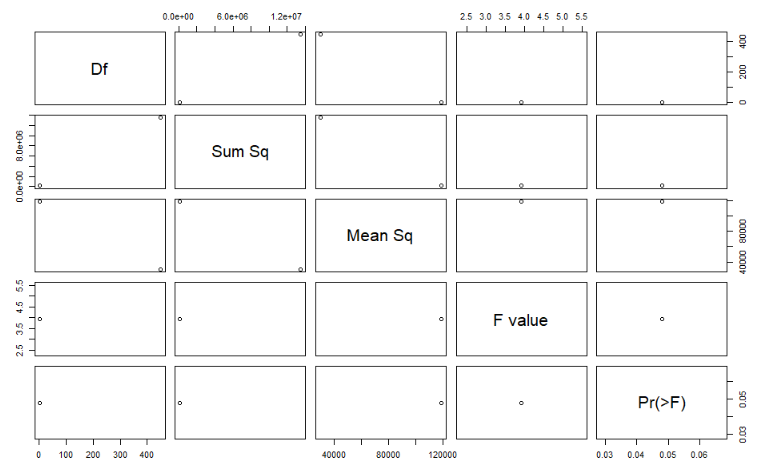 0.0e+00 6.0e+06 1.2e+07 2.5 3.0 3.5 4.0 4.5 5.0 5.5
Df
0 200 400
0.0e+00 8.0e+06
Sum Sq
Mean Sq
40000 80000
2.5 3.5 4.5 5.5
F value
Pr(>F)
0.03 0.05
0 100 200 300 400 40000 80000 120000 0.03 0.04 0.05 0.06